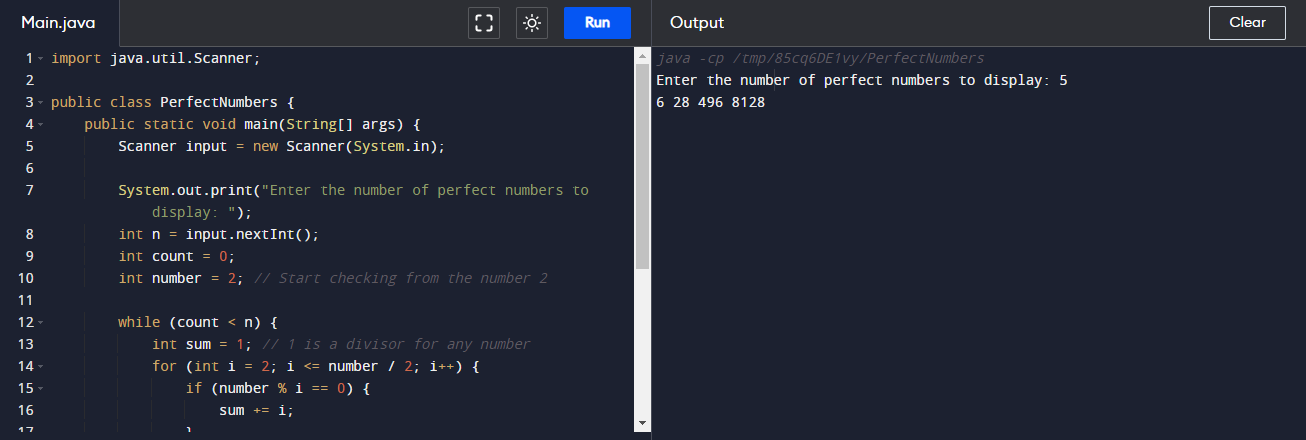 Main.java
Run
Output
Clear
1 import java.util.Scanner;
2
3 public class PerfectNumbers {
4 public static void main(String[] args) {
5 Scanner input = new Scanner(System.in);
6
7 System.out.print("Enter the number of perfect numbers to
display: ");
8 int n = input.nextInt();
9 int count = 0;
10 int number = 2; // Start checking from the number 2
11
12 while (count < n) {
13 int sum = 1; // 1 is a divisor for any number
14 for (int i = 2; i <= number / 2; i++) {
15 if (number % i == 0) {
16 sum += i;
17 }
java -cp /tmp/85cq6DE1vy/PerfectNumbers
Enter the number of perfect numbers to display: 5
6 28 496 8128